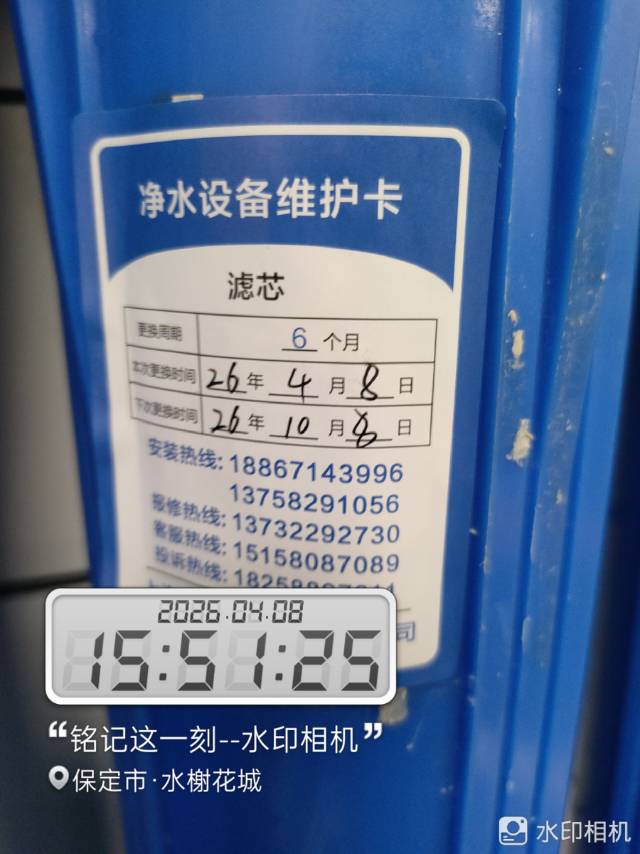 净水设备维护卡
滤芯
更换周期 6 个月
本次更换时间 26 年 4 月 8 日
下次更换时间 26 年 10 月 8 日
安装热线: 18867143996
13758291056
报修热线: 13732292730
客服热线: 15158087089
投诉热线:
司
2026.04.08
15:51:25
“铭记这一刻--水印相机”
保定市·水榭花城
水印相机